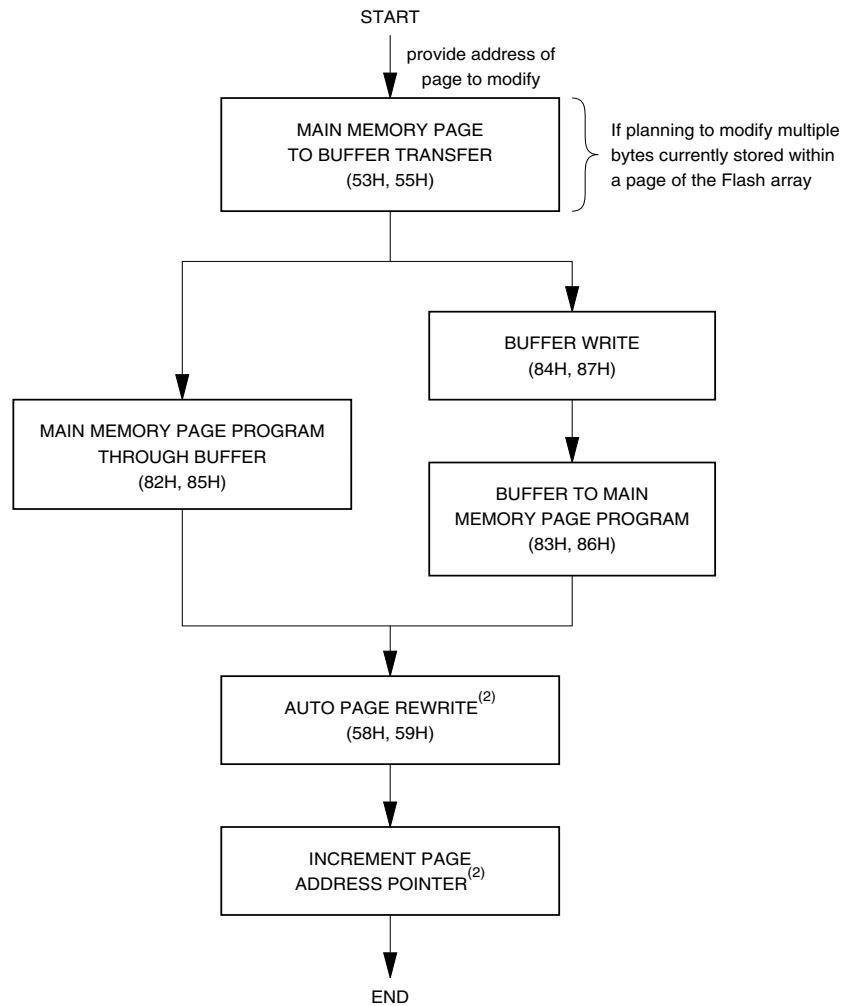 START
provide address of
page to modify
MAIN MEMORY PAGE
TO BUFFER TRANSFER
(53H, 55H)
If planning to modify multiple
bytes currently stored within
a page of the Flash array
BUFFER WRITE
(84H, 87H)
MAIN MEMORY PAGE PROGRAM
THROUGH BUFFER
(82H, 85H)
BUFFER TO MAIN
MEMORY PAGE PROGRAM
(83H, 86H)
AUTO PAGE REWRITE(2)
(58H, 59H)
INCREMENT PAGE
ADDRESS POINTER(2)
END